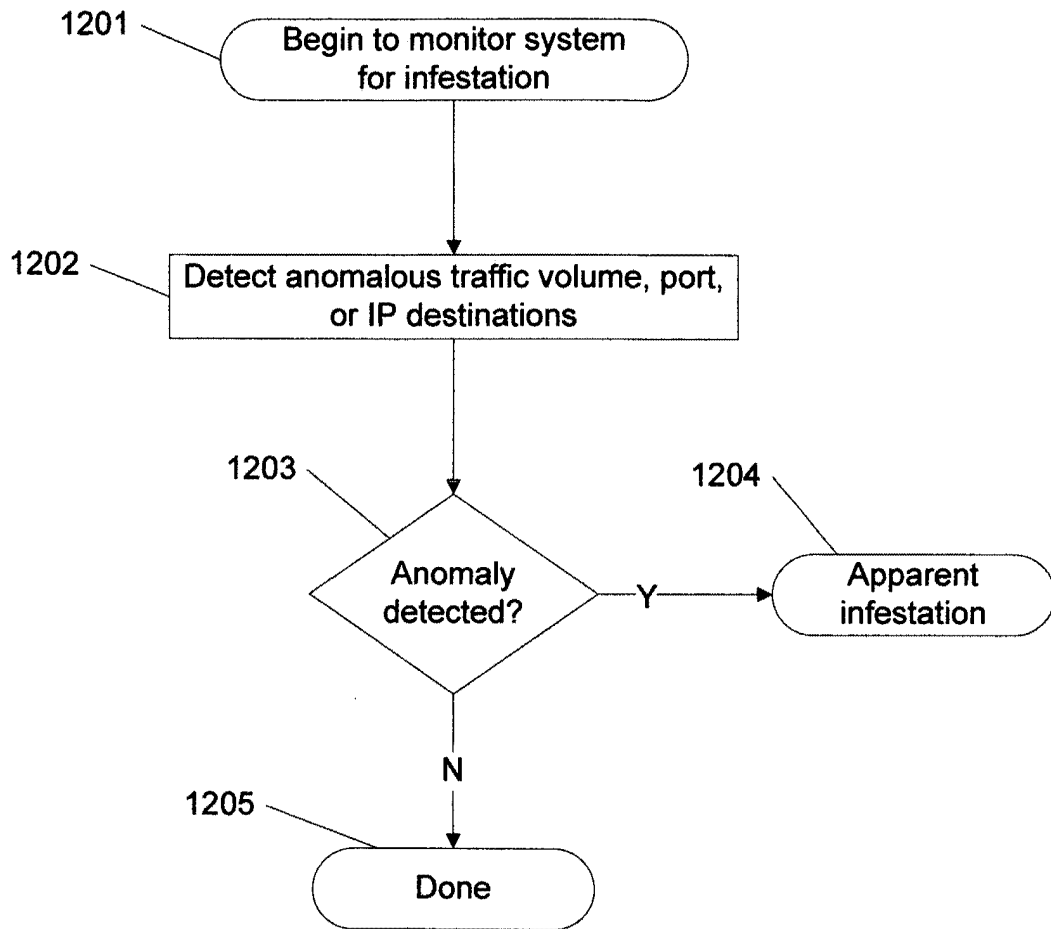 1201
Begin to monitor system
for infestation
1202
Detect anomalous traffic volume, port,
or IP destinations
1203
Anomaly
detected?
Y
1204
Apparent
infestation
N
1205
Done